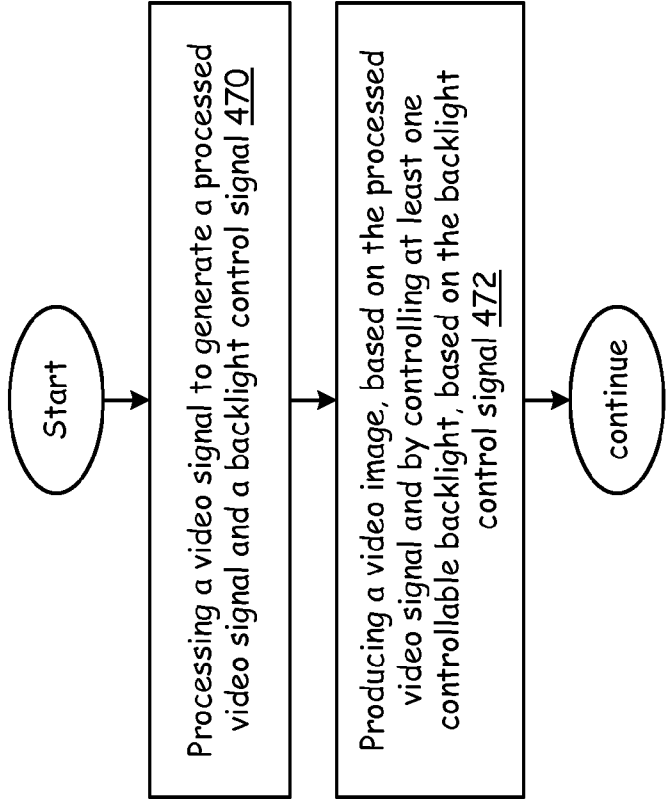 Start
Processing a video signal to generate a processed
video signal and a backlight control signal 470
Producing a video image, based on the processed
video signal and by controlling at least one
controllable backlight, based on the backlight
control signal 472
continue